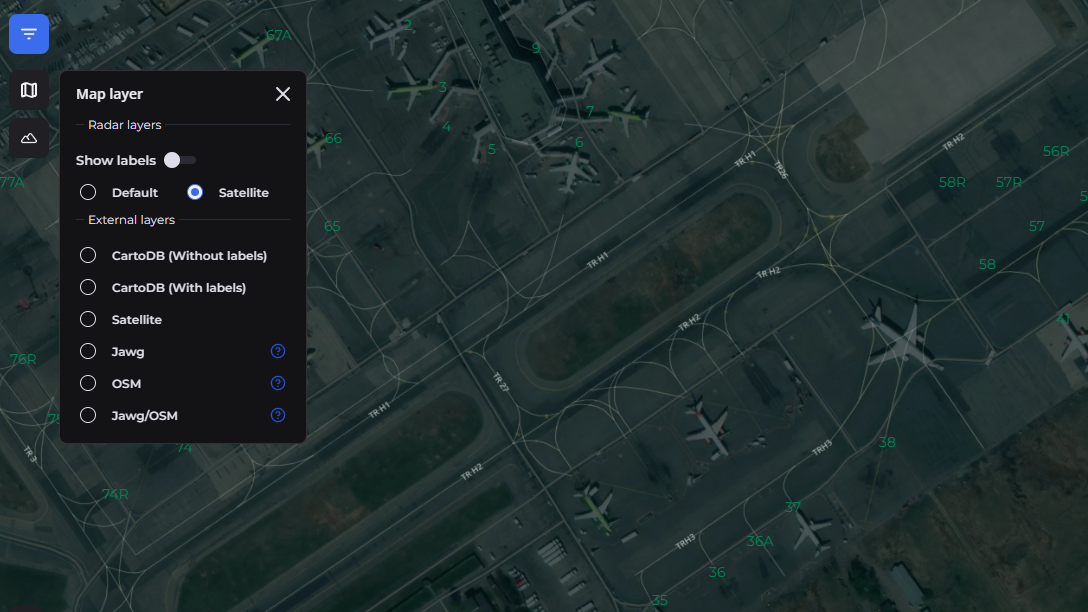 67A
2
9
Map layer
3
Radar layers
7
4
66
6
5
Show labels
TR H1
TR H2
TR26
56R
77A
Default
Satellite
58R
57R
External layers
65
57
CartoDB (Without labels)
TR H1
58
TR H2
CartoDB (With labels)
Satellite
TR H2
Jawg
76R
OSM
TR 27
TR H1
Jawg/OSM
38
74
TRH3
TR 3
TR H2
74R
37
TRH3
36A
36
35